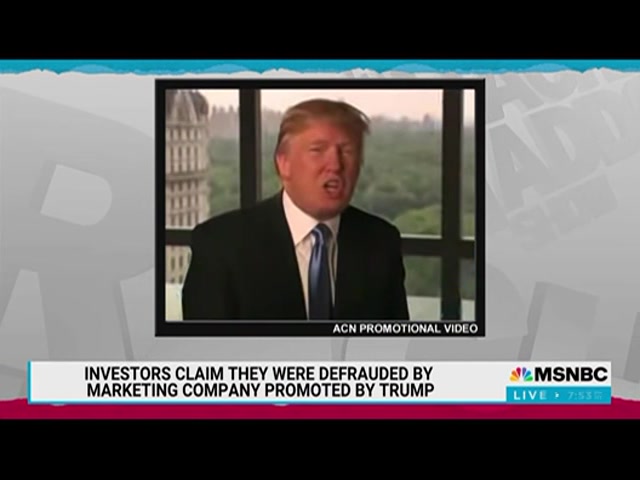 ACN PROMOTIONAL VIDEO
INVESTORS CLAIM THEY WERE DEFRAUDED BY
MARKETING COMPANY PROMOTED BY TRUMP
MSNBC
LIVE 7:53